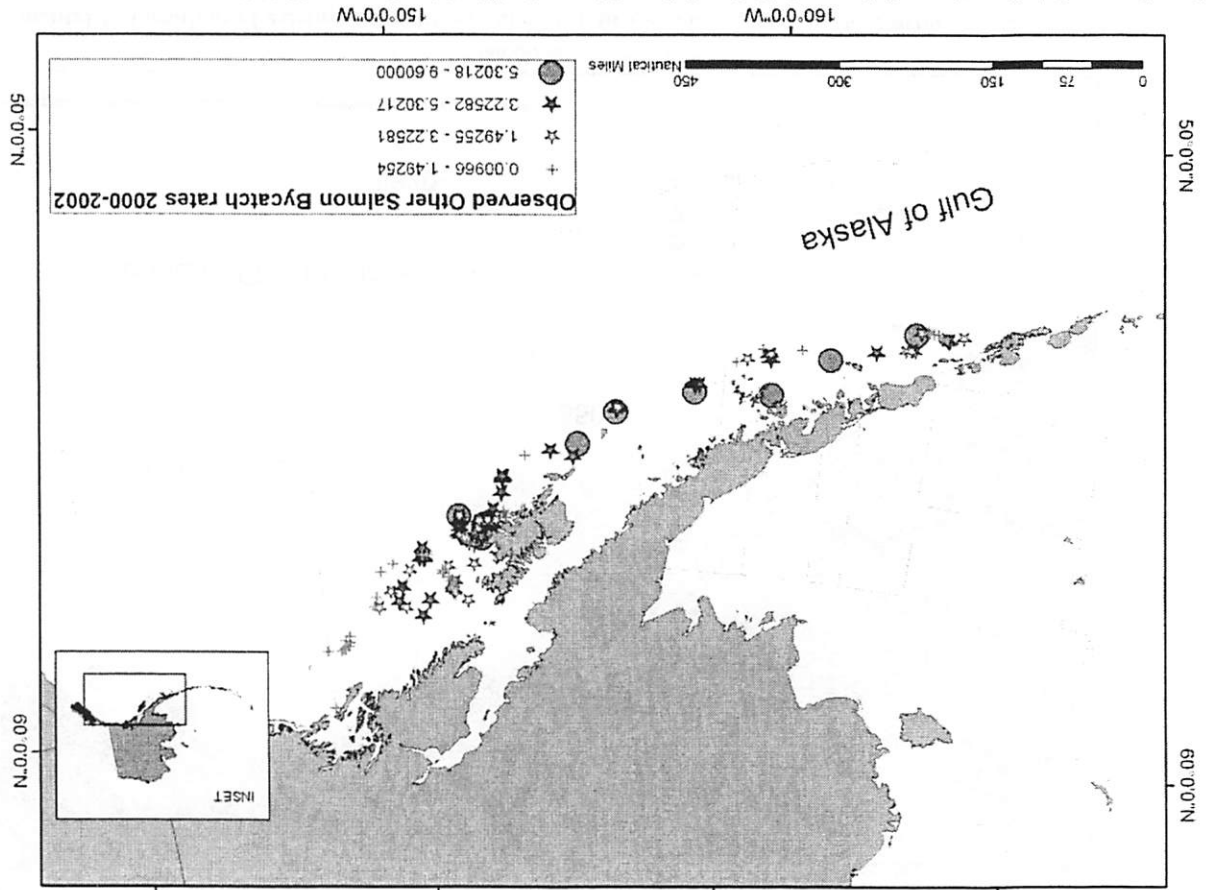 INSET
60°0'0"N
60°0'0"N
Gulf of Alaska
Observed Other Salmon Bycatch rates 2000-2002
0.00966 - 1.49254
1.49255 - 3.22581
3.22582 - 5.30217
5.30218 - 9.60000
50°0'0"N
50°0'0"N
0 75 150 300 450
Nautical Miles
160°0'0"W
150°0'0"W